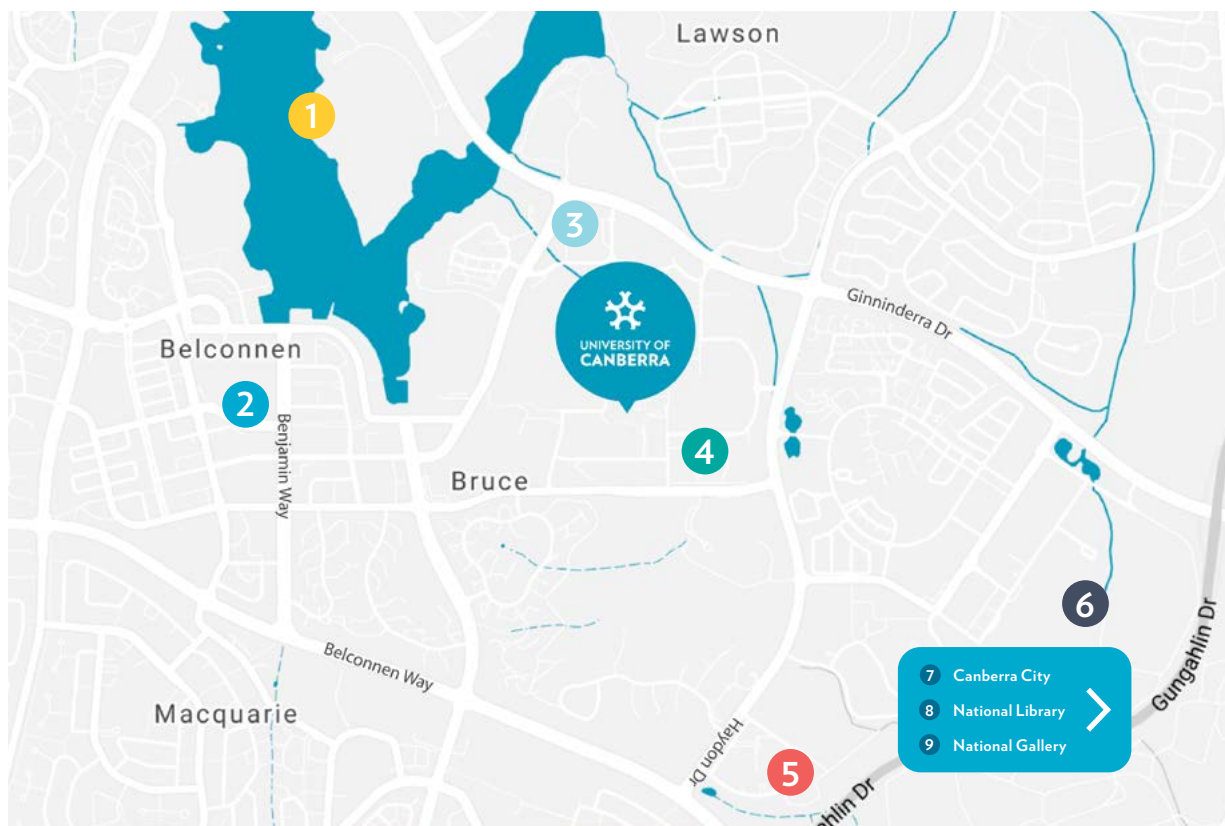 Lawson
1
3
Ginninderra Dr
UNIVERSITY OF
CANBERRA
Belconnen
2
Benjamin Way
4
Bruce
6
Gungahlin Dr
Belconnen Way
7 Canberra City
8 National Library
9 National Gallery
Macquarie
Haydon Dr
5
ahlin Dr